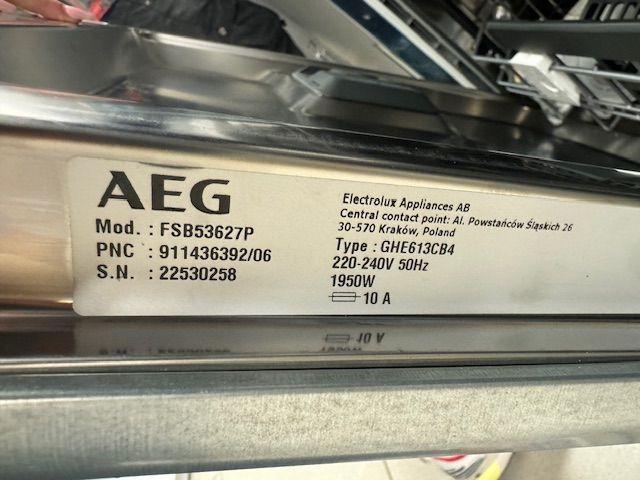 AEG
Mod. : FSB53627P
PNC : 911436392/06
S.N. : 22530258
Electrolux Appliances AB
Central contact point: Al. Powstańców Śląskich 26
30-570 Kraków, Poland
Type : GHE613CB4
220-240V 50Hz
1950W
10 A